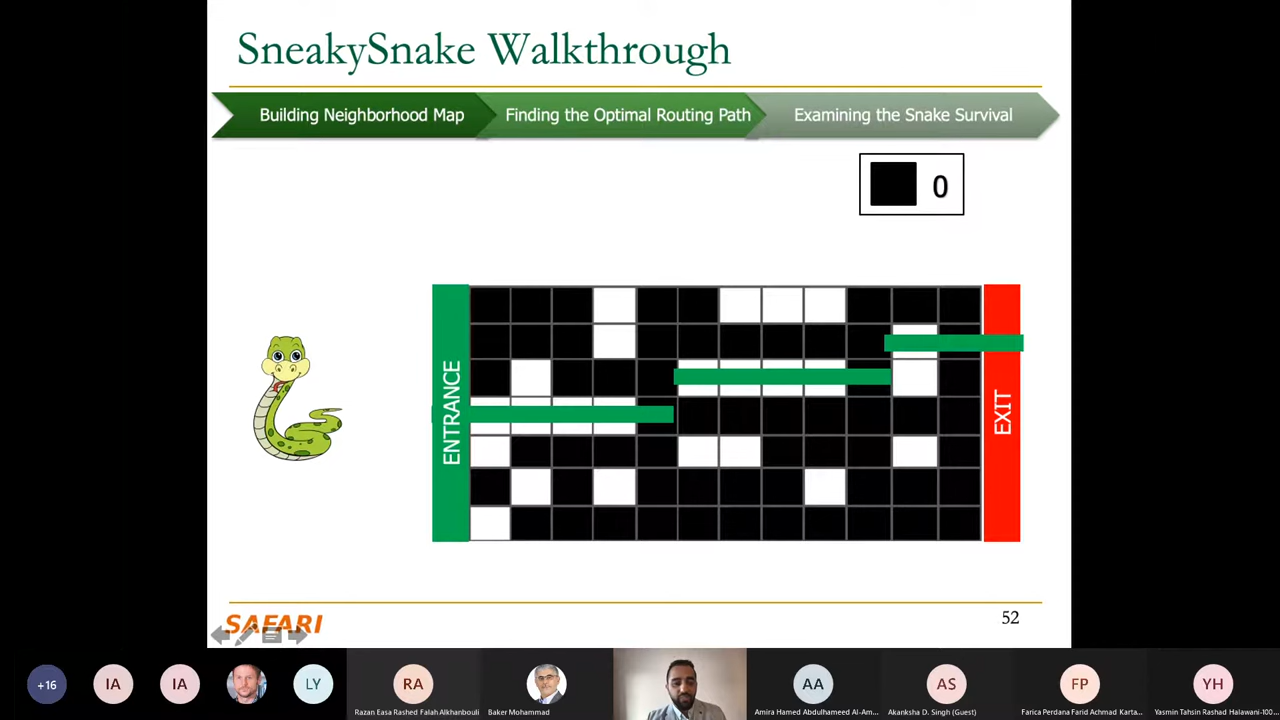 SneakySnake Walkthrough
Building Neighborhood Map
Finding the Optimal Routing Path
Examining the Snake Survival
0
ENTRANCE
EXIT
SAFARI
52
+16
IA
IA
LY
RA
AA
AS
FP
YH
Razan Easa Rashed Falah Alkhanbouli
Baker Mohammad
Amira Hamed Abdulhameed Al-Am...
Akanksha D. Singh (Guest)
Farica Perdana Farid Achmad Karta...
Yasmin Tahsin Rashad Halawani-100...